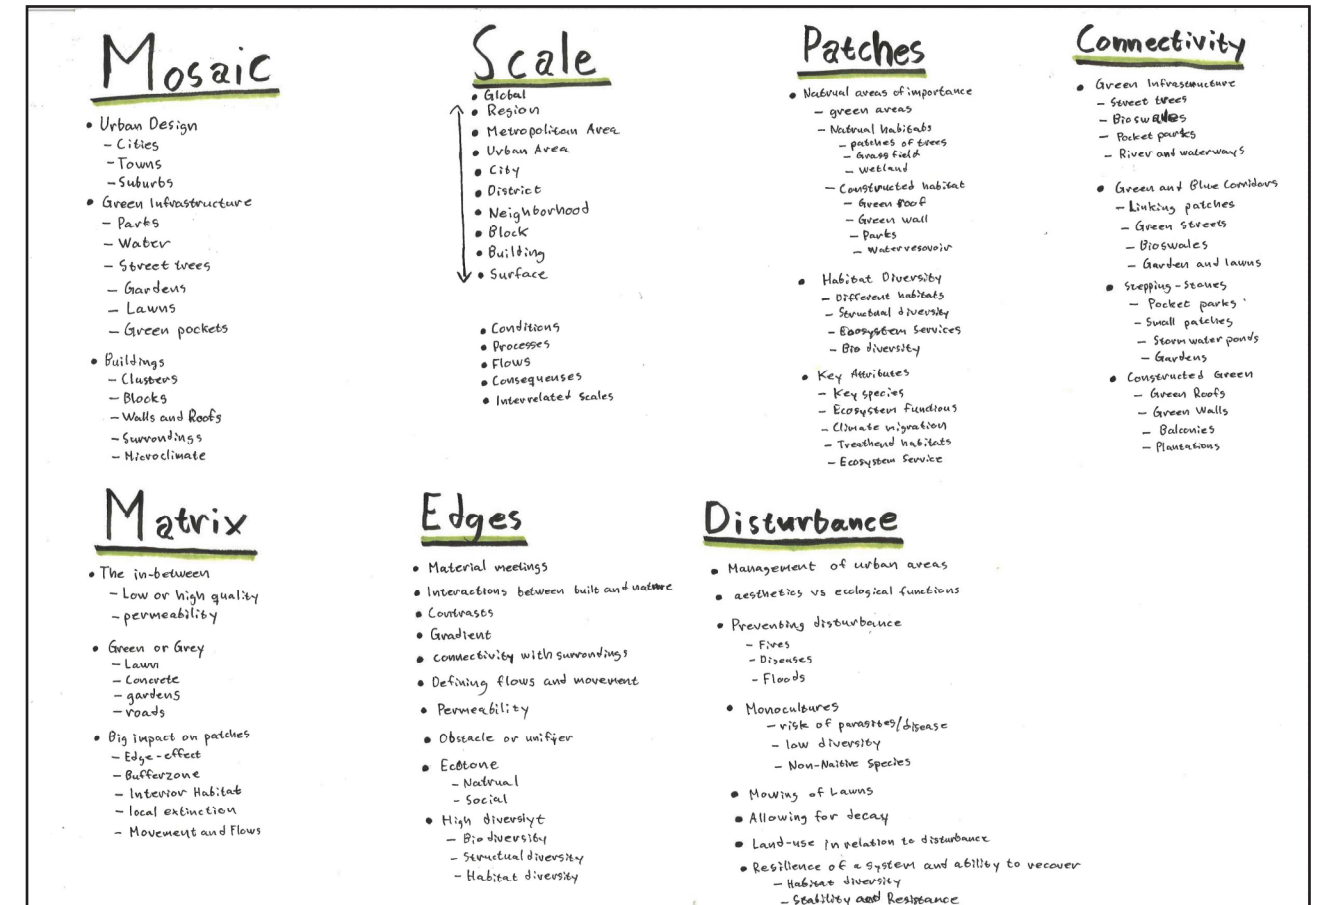 Mosaic
• Urban Design
– Cities
– Towns
– Suburbs
• Green Infrastructure
– Parks
– Water
– Street trees
– Gardens
– Lawns
– Green pockets
• Buildings
– Clusters
– Blocks
– Walls and Roofs
– Surrondings
– Microclimate
Scale
• Global
• Region
• Metropolitan Area
• Urban Area
• City
• District
• Neighborhood
• Block
• Building
• Surface
• Conditions
• Processes
• Flows
• Consequenses
• Interrelated Scales
Patches
• Natrual areas of importance
– green areas
– Natrual habitats
– patches of trees
– Grass field
– wetland
– Constructed habitat
– Green Roof
– Green wall
– Parks
– Watervesovoir
• Habitat Diversity
– Different habitats
– Structual diversity
– Ecosystem Services
– Bio diversity
• Key Attributes
– Key species
– Ecosystem functions
– Climate migration
– Treathend habitats
– Ecosystem Service
Connectivity
• Green Infrastructure
– Street trees
– Bioswales
– Pocket parks
– River and waterways
• Green and Blue Corridors
– Linking patches
– Green streets
– Bioswales
– Garden and lawns
• Stepping-Stones
– Pocket parks
– Small patches
– Storm water ponds
– Gardens
• Constructed Green
– Green Roofs
– Green Walls
– Balconies
– Plantations
Matrix
• The in-between
– Low or high quality
– permeability
• Green or Grey
– Lawn
– Concrete
– gardens
– roads
• Big impact on patches
– Edge-effect
– Bufferzone
– Interior Habitat
– local extinction
– Movement and Flows
Edges
• Material meetings
• Interactions between built and nature
• Contrasts
• Gradient
• connectivity with surrondings
• Defining flows and movement
• Permeability
• Obstacle or unifier
• Ecotone
– Natrual
– Social
• High diversiyt
– Bio diversity
– Structual diversity
– Habitat diversity
Disturbance
• Management of urban areas
• aesthetics vs ecological functions
• Preventing disturbance
– Fires
– Diseases
– Floods
• Monocultures
– risk of parasites/disease
– low diversity
– Non-Naitive Species
• Mowing of Lawns
• Allowing for decay
• Land-use in relation to disturbance
• Resilience of a system and ability to recover
– Habitat diversity
– Stability and Resistance